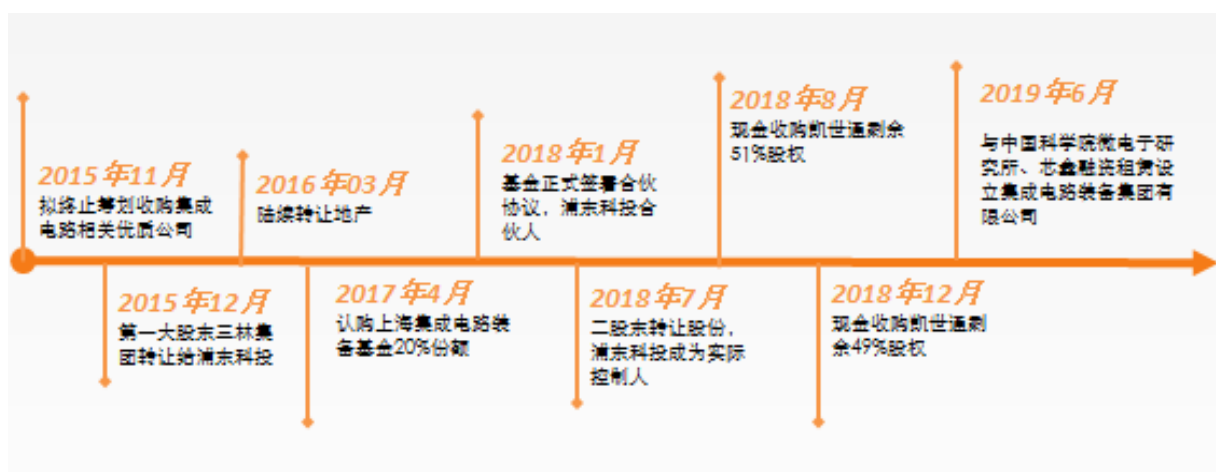 2015年11月
拟终止筹划收购集成
电路相关优质公司
2015年12月
第一大股东三林集
团转让给浦东科投
2016年03月
陆续转让地产
2017年4月
认购上海集成电路装
备基金20%份额
2018年1月
基金正式签署合伙
协议，浦东科投合
伙人
2018年7月
二股东转让股份，
浦东科投成为实际
控制人
2018年8月
现金收购凯世通剩余
51%股权
2018年12月
现金收购凯世通剩
余49%股权
2019年6月
与中国科学院微电子研
究所、芯鑫融资租赁设
立集成电路装备集团有
限公司